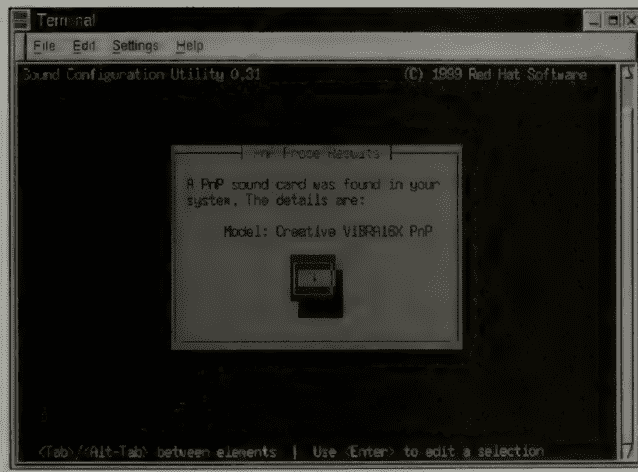 Terminal
File Edit Settings Help
Sound Configuration Utility 0.31 (C) 1999 Red Hat Software
PnP Probe Results
A PnP sound card was found in your
system. The details are:
Model: Creative ViBRA16X PnP
<Tab>/<Alt-Tab> between elements | Use <Enter> to edit a selection